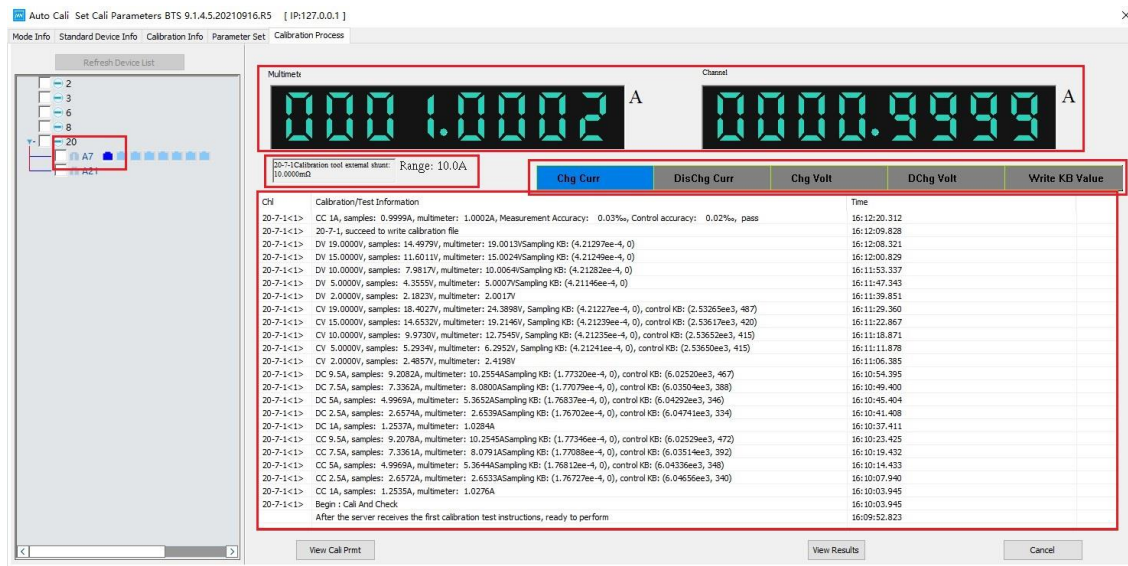 Auto Cali Set Cali Parameters BTS 9.1.4.5.20210916.R5 [ IP:127.0.0.1 ]
Mode Info Standard Device Info Calibration Info Parameter Set Calibration Process
Refresh Device List
2
3
6
8
20
A7
A21
Multimete
0001.0002 A
Channel
0000.9999 A
20-7-1Calibration tool external shunt:
10.0000mΩ
Range: 10.0A
Chg Curr DisChg Curr Chg Volt DChg Volt Write KB Value
Chl Calibration/Test Information Time
20-7-1<1> CC 1A, samples: 0.9999A, multimeter: 1.0002A, Measurement Accuracy: 0.03‰, Control accuracy: 0.02‰, pass 16:12:20.312
20-7-1<1> 20-7-1, succeed to write calibration file 16:12:09.828
20-7-1<1> DV 19.0000V, samples: 14.4979V, multimeter: 19.0013VSampling KB: (4.21297ee-4, 0) 16:12:08.321
20-7-1<1> DV 15.0000V, samples: 11.6011V, multimeter: 15.0024VSampling KB: (4.21249ee-4, 0) 16:12:00.829
20-7-1<1> DV 10.0000V, samples: 7.9817V, multimeter: 10.0064VSampling KB: (4.21282ee-4, 0) 16:11:53.337
20-7-1<1> DV 5.0000V, samples: 4.3555V, multimeter: 5.0007VSampling KB: (4.21146ee-4, 0) 16:11:47.343
20-7-1<1> DV 2.0000V, samples: 2.1823V, multimeter: 2.0017V 16:11:39.851
20-7-1<1> CV 19.0000V, samples: 18.4027V, multimeter: 24.3898V, Sampling KB: (4.21227ee-4, 0), control KB: (2.53265ee3, 487) 16:11:29.360
20-7-1<1> CV 15.0000V, samples: 14.6532V, multimeter: 19.2146V, Sampling KB: (4.21239ee-4, 0), control KB: (2.53617ee3, 420) 16:11:22.867
20-7-1<1> CV 10.0000V, samples: 9.9730V, multimeter: 12.7545V, Sampling KB: (4.21235ee-4, 0), control KB: (2.53652ee3, 415) 16:11:18.871
20-7-1<1> CV 5.0000V, samples: 5.2934V, multimeter: 6.2952V, Sampling KB: (4.21241ee-4, 0), control KB: (2.53650ee3, 415) 16:11:11.878
20-7-1<1> CV 2.0000V, samples: 2.4857V, multimeter: 2.4198V 16:11:06.385
20-7-1<1> DC 9.5A, samples: 9.2082A, multimeter: 10.2554ASampling KB: (1.77320ee-4, 0), control KB: (6.02520ee3, 467) 16:10:54.395
20-7-1<1> DC 7.5A, samples: 7.3362A, multimeter: 8.0800ASampling KB: (1.77079ee-4, 0), control KB: (6.03504ee3, 388) 16:10:49.400
20-7-1<1> DC 5A, samples: 4.9969A, multimeter: 5.3652ASampling KB: (1.76837ee-4, 0), control KB: (6.04292ee3, 346) 16:10:45.404
20-7-1<1> DC 2.5A, samples: 2.6574A, multimeter: 2.6539ASampling KB: (1.76702ee-4, 0), control KB: (6.04741ee3, 334) 16:10:41.408
20-7-1<1> DC 1A, samples: 1.2537A, multimeter: 1.0284A 16:10:37.411
20-7-1<1> CC 9.5A, samples: 9.2078A, multimeter: 10.2545ASampling KB: (1.77346ee-4, 0), control KB: (6.02529ee3, 472) 16:10:23.425
20-7-1<1> CC 7.5A, samples: 7.3361A, multimeter: 8.0791ASampling KB: (1.77088ee-4, 0), control KB: (6.03514ee3, 392) 16:10:19.432
20-7-1<1> CC 5A, samples: 4.9969A, multimeter: 5.3644ASampling KB: (1.76812ee-4, 0), control KB: (6.04336ee3, 348) 16:10:14.433
20-7-1<1> CC 2.5A, samples: 2.6572A, multimeter: 2.6533ASampling KB: (1.76727ee-4, 0), control KB: (6.04656ee3, 340) 16:10:07.940
20-7-1<1> CC 1A, samples: 1.2535A, multimeter: 1.0276A 16:10:03.945
20-7-1<1> Begin : Cali And Check 16:10:03.945
After the server receives the first calibration test instructions, ready to perform 16:09:52.823
View Cali Prmt View Results Cancel